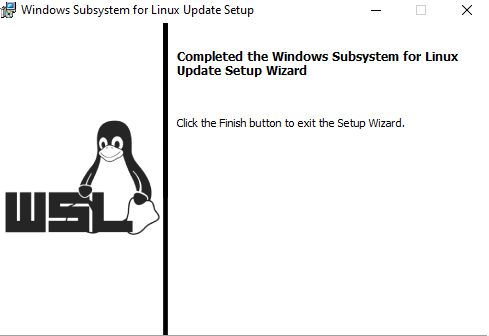 Windows Subsystem for Linux Update Setup
Completed the Windows Subsystem for Linux
Update Setup Wizard
Click the Finish button to exit the Setup Wizard.
WSL